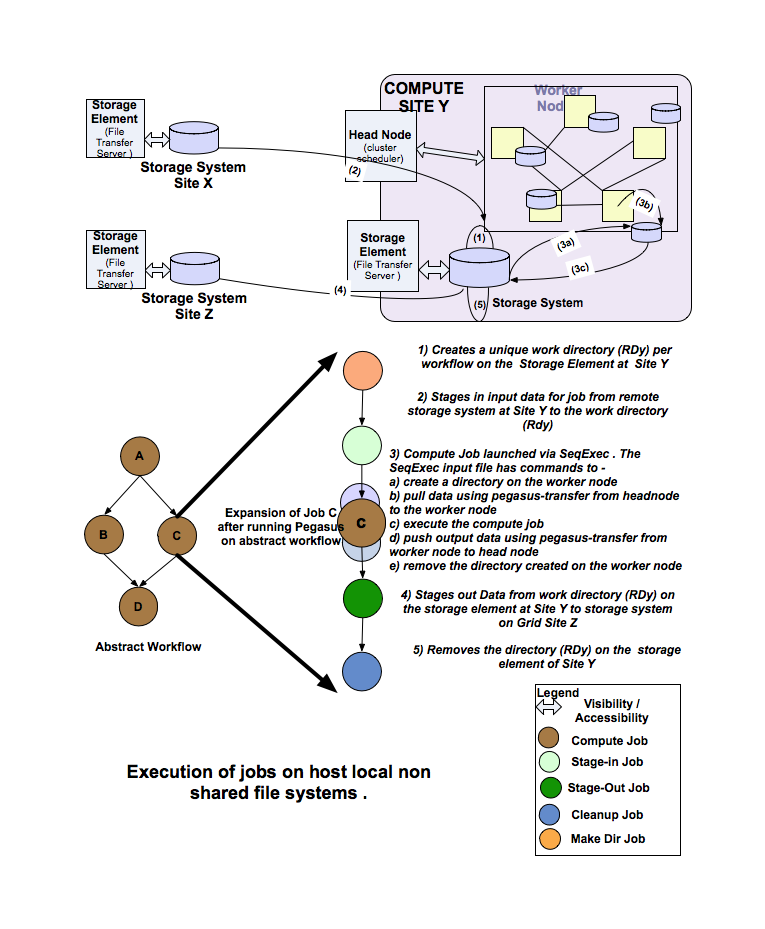 COMPUTE
SITE Y
Worker
Nod
Storage
Element
(File
Transfer
Server )
Storage System
Site X
Head Node
(cluster
scheduler)
(2)
(3b)
(1)
(3a)
(3c)
Storage
Element
(File
Transfer
Server )
Storage System
Site Z
Storage
Element
(File Transfer
Server )
(4)
(5)
Storage System
1) Creates a unique work directory (RDy) per
workflow on the Storage Element at Site Y
2) Stages in input data for job from remote
storage system at Site Y to the work directory
(Rdy)
3) Compute Job launched via SeqExec . The
SeqExec input file has commands to -
a) create a directory on the worker node
b) pull data using pegasus-transfer from headnode
to the worker node
c) execute the compute job
d) push output data using pegasus-transfer from
worker node to head node
e) remove the directory created on the worker node
4) Stages out Data from work directory (RDy) on
the storage element at Site Y to storage system
on Grid Site Z
5) Removes the directory (RDy) on the storage
element of Site Y
A
B
C
D
Abstract Workflow
Expansion of Job C
after running Pegasus
on abstract workflow
C
Execution of jobs on host local non
shared file systems .
Legend
Visibility /
Accessibility
Compute Job
Stage-in Job
Stage-Out Job
Cleanup Job
Make Dir Job